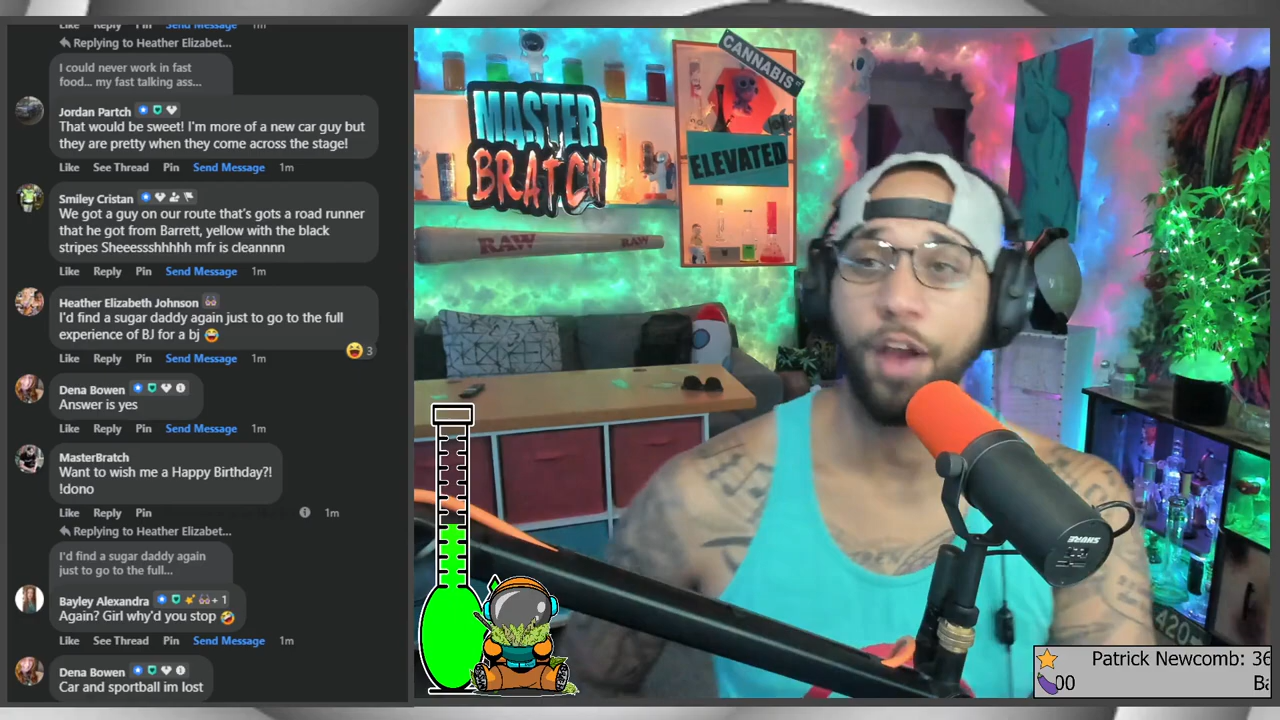 Like Reply Pin Send Message 1m
Replying to Heather Elizabet...
I could never work in fast
food... my fast talking ass...
Jordan Partch
That would be sweet! I'm more of a new car guy but
they are pretty when they come across the stage!
Like See Thread Pin Send Message 1m
Smiley Cristan
We got a guy on our route that's gots a road runner
that he got from Barrett, yellow with the black
stripes Sheeessshhhhh mfr is cleannnn
Like Reply Pin Send Message 1m
Heather Elizabeth Johnson
I'd find a sugar daddy again just to go to the full
experience of BJ for a bj
3
Like Reply Pin Send Message 1m
Dena Bowen
Answer is yes
Like Reply Pin Send Message 1m
MasterBratch
Want to wish me a Happy Birthday?!
!dono
Like Reply Pin 1m
Replying to Heather Elizabet...
I'd find a sugar daddy again
just to go to the full...
Bayley Alexandra + 1
Again? Girl why'd you stop
Like See Thread Pin Send Message 1m
Dena Bowen
Car and sportball im lost
MASTER
BRATCH
RAW RAW
CANNABIS
ELEVATED
SHURE
420
Patrick Newcomb: 36
00 Ba